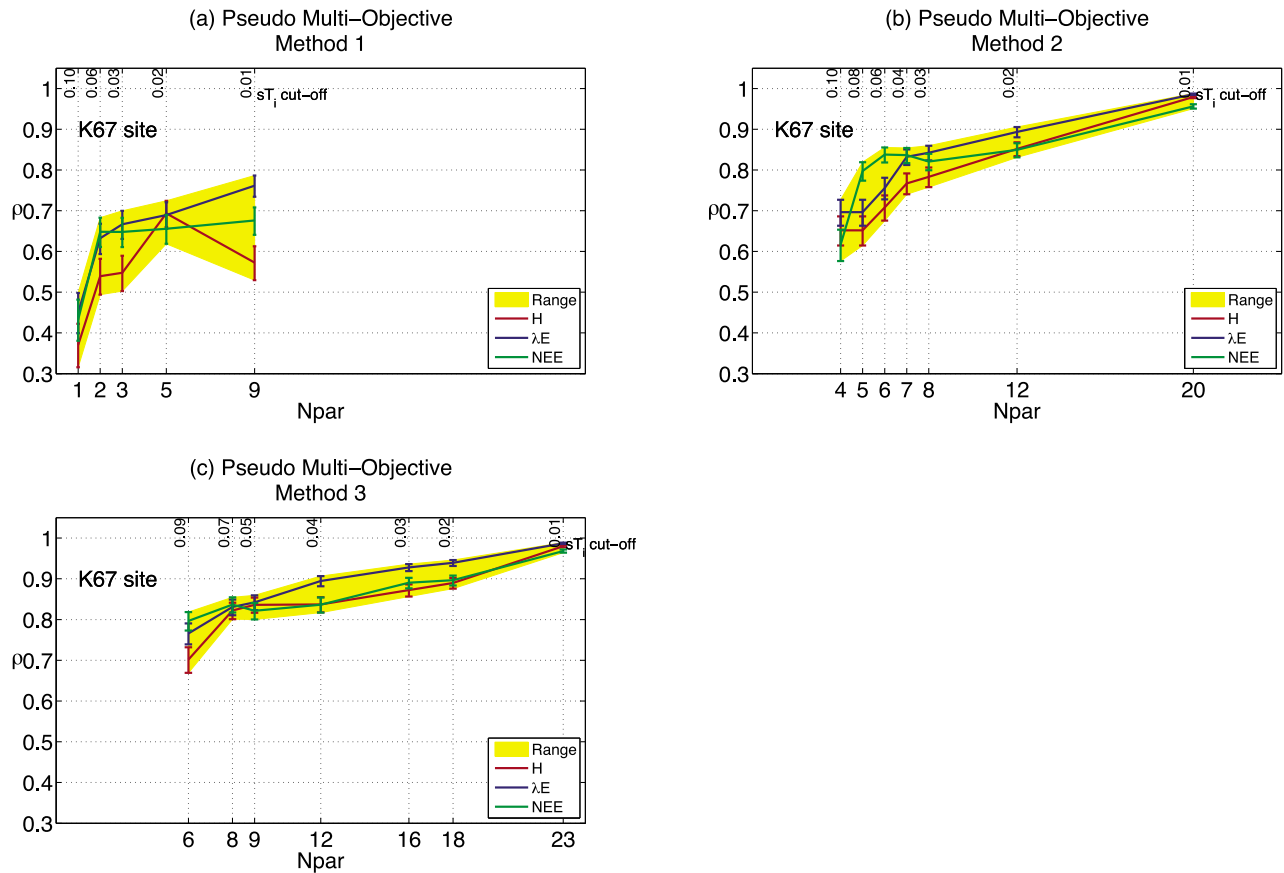 (a) Pseudo Multi−Objective
Method 1
0.10
0.06
0.03
0.02
0.01
sTi cut−off
K67 site
1
0.9
0.8
ρ0.7
0.6
0.5
0.4
0.3
Range
H
λE
NEE
1 2 3 5 9
Npar
(b) Pseudo Multi−Objective
Method 2
0.10
0.08
0.06
0.04
0.03
0.02
0.01
sTi cut−off
K67 site
1
0.9
0.8
ρ0.7
0.6
0.5
0.4
0.3
Range
H
λE
NEE
4 5 6 7 8 12 20
Npar
(c) Pseudo Multi−Objective
Method 3
0.09
0.07
0.05
0.04
0.03
0.02
0.01
sTi cut−off
K67 site
1
0.9
0.8
ρ0.7
0.6
0.5
0.4
0.3
Range
H
λE
NEE
6 8 9 12 16 18 23
Npar